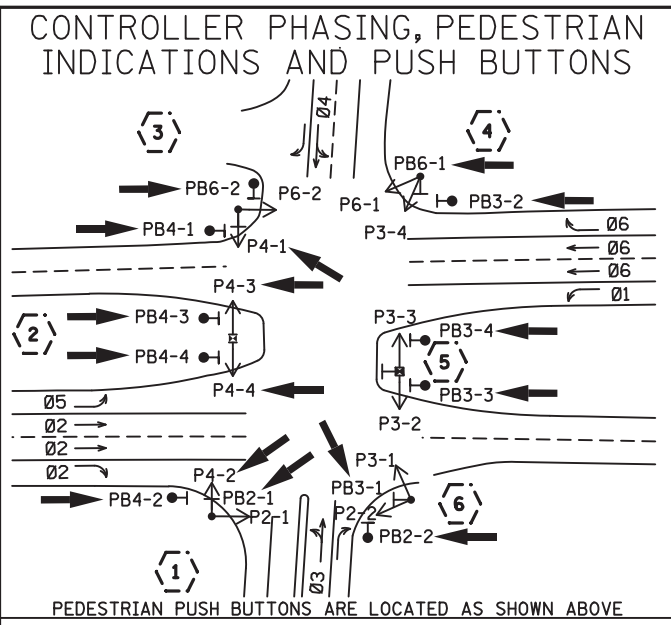 CONTROLLER PHASING, PEDESTRIAN
INDICATIONS AND PUSH BUTTONS
Ø4
3
4
PB6-1
PB6-2
P6-2
PB3-2
P6-1
PB4-1
P4-1
P3-4
Ø6
Ø6
Ø6
Ø1
P4-3
2
PB4-3
P3-3
PB3-4
PB4-4
5
P4-4
PB3-3
P3-2
Ø5
Ø2
Ø2
Ø2
P4-2
P3-1
PB4-2
PB2-1
PB3-1
P2-1
P2-2
6
PB2-2
Ø3
1
PEDESTRIAN PUSH BUTTONS ARE LOCATED AS SHOWN ABOVE